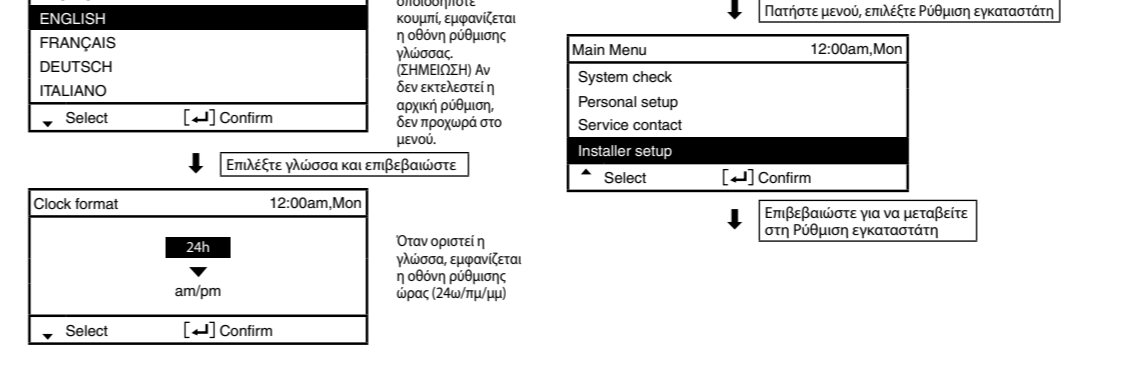 ENGLISH
FRANÇAIS
DEUTSCH
ITALIANO
Select [↵] Confirm
οποιοδήποτε
κουμπί, εμφανίζεται
η οθόνη ρύθμισης
γλώσσας.
(ΣΗΜΕΙΩΣΗ) Αν
δεν εκτελεστεί η
αρχική ρύθμιση,
δεν προχωρά στο
μενού.
Επιλέξτε γλώσσα και επιβεβαιώστε
Clock format 12:00am,Mon
24h
am/pm
Select [↵] Confirm
Όταν οριστεί η
γλώσσα, εμφανίζεται
η οθόνη ρύθμισης
ώρας (24ω/πμ/μμ)
Πατήστε μενού, επιλέξτε Ρύθμιση εγκαταστάτη
Main Menu 12:00am,Mon
System check
Personal setup
Service contact
Installer setup
Select [↵] Confirm
Επιβεβαιώστε για να μεταβείτε
στη Ρύθμιση εγκαταστάτη